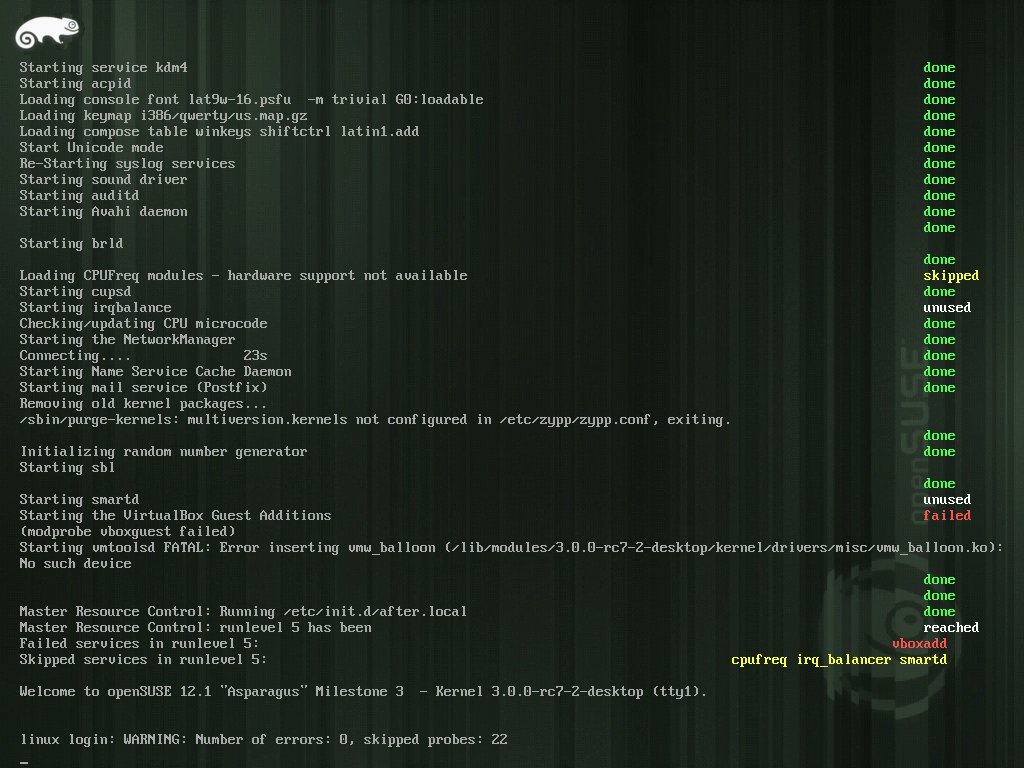 Starting service kdm4 done
Starting acpid done
Loading console font lat9w-16.psfu  -m trivial G0:loadable done
Loading keymap i386/qwerty/us.map.gz done
Loading compose table winkeys shiftctrl latin1.add done
Start Unicode mode done
Re-Starting syslog services done
Starting sound driver done
Starting auditd done
Starting Avahi daemon done
done
Starting brld
done
Loading CPUFreq modules - hardware support not available skipped
Starting cupsd done
Starting irqbalance unused
Checking/updating CPU microcode done
Starting the NetworkManager done
Connecting.... 23s done
Starting Name Service Cache Daemon done
Starting mail service (Postfix) done
Removing old kernel packages...
/sbin/purge-kernels: multiversion.kernels not configured in /etc/zypp/zypp.conf, exiting.
done
Initializing random number generator done
Starting sbl
done
Starting smartd unused
Starting the VirtualBox Guest Additions failed
(modprobe vboxguest failed)
Starting vmtoolsd FATAL: Error inserting vmw_balloon (/lib/modules/3.0.0-rc7-2-desktop/kernel/drivers/misc/vmw_balloon.ko):
No such device
done
done
Master Resource Control: Running /etc/init.d/after.local done
Master Resource Control: runlevel 5 has been reached
Failed services in runlevel 5: vboxadd
Skipped services in runlevel 5: cpufreq irq_balancer smartd
Welcome to openSUSE 12.1 "Asparagus" Milestone 3  - Kernel 3.0.0-rc7-2-desktop (tty1).
linux login: WARNING: Number of errors: 0, skipped probes: 22
_
openSUSE